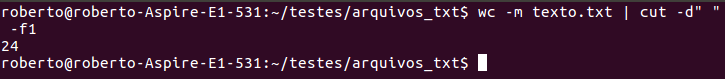 roberto@roberto-Aspire-E1-531:~/testes/arquivos_txt$ wc -m texto.txt | cut -d" "
 -f1
24
roberto@roberto-Aspire-E1-531:~/testes/arquivos_txt$